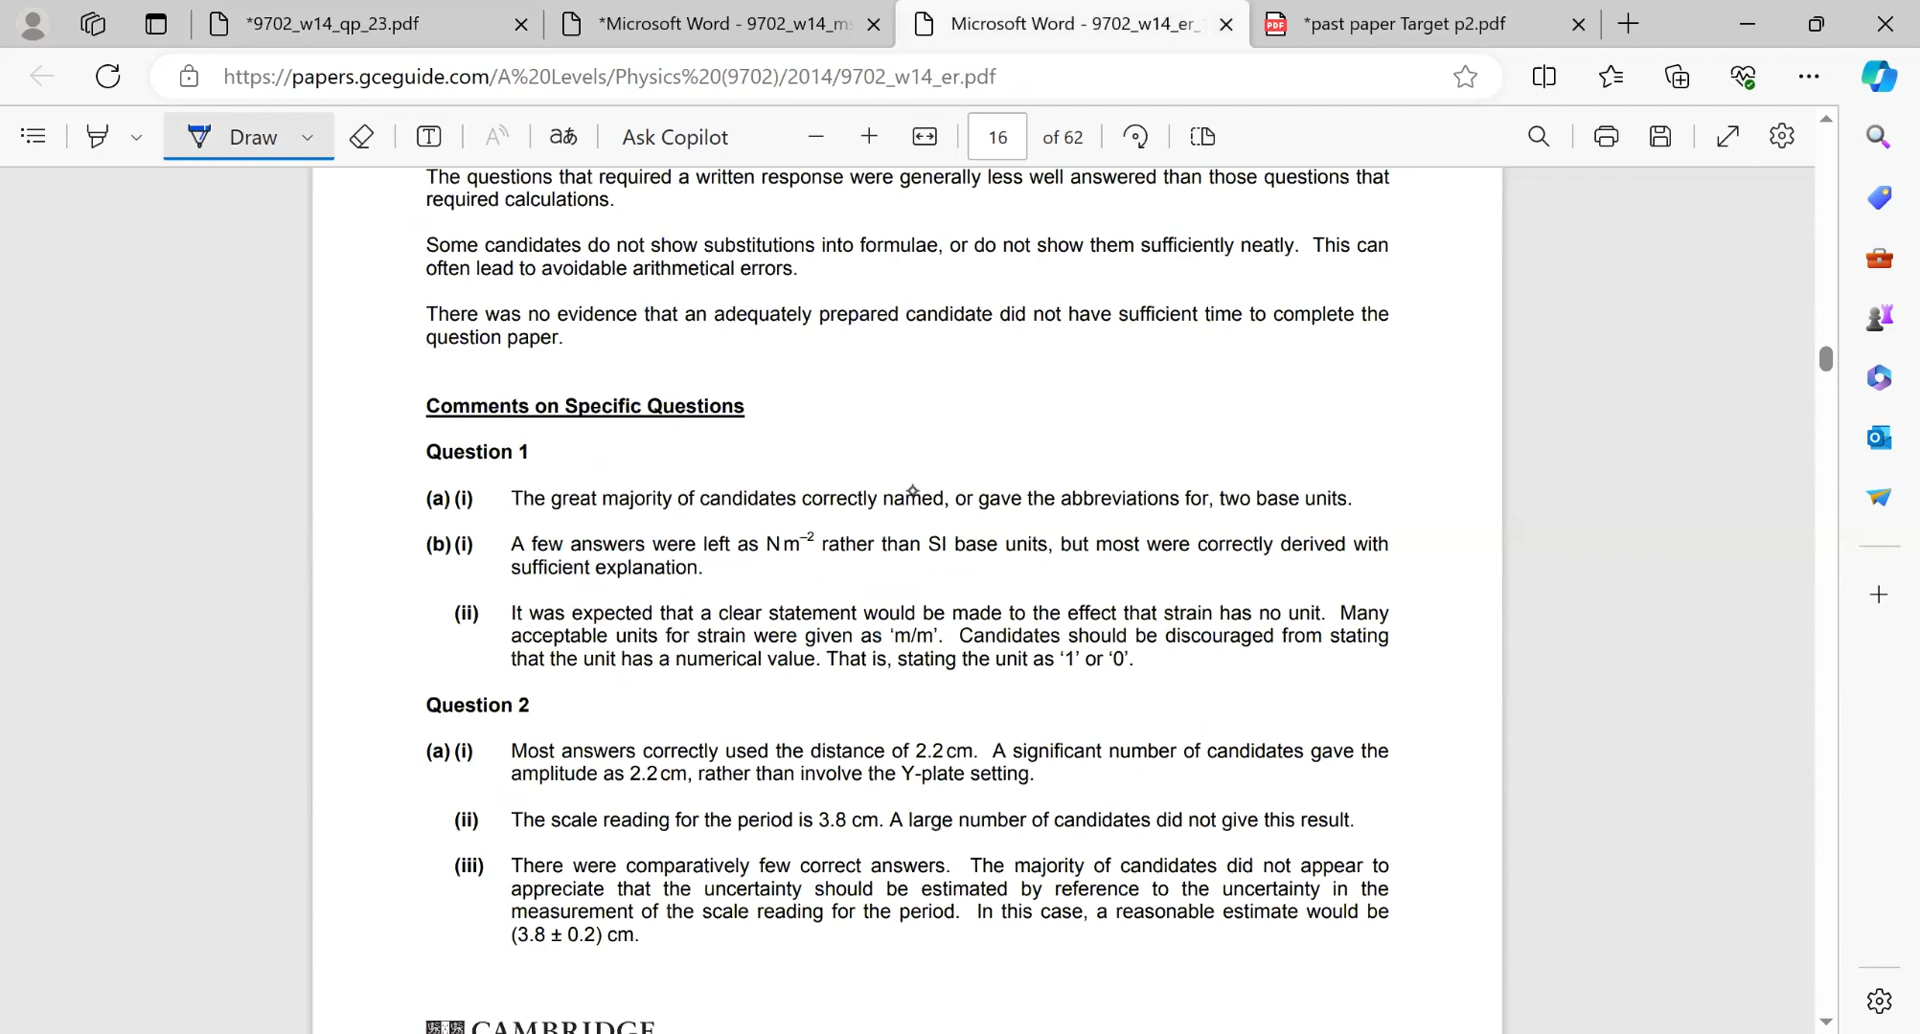 *9702_w14_qp_23.pdf
*Microsoft Word - 9702_w14_m
Microsoft Word - 9702_w14_er_
*past paper Target p2.pdf
https://papers.gceguide.com/A%20Levels/Physics%20(9702)/2014/9702_w14_er.pdf
Draw
aあ
Ask Copilot
16 of 62
The questions that required a written response were generally less well answered than those questions that
required calculations.
Some candidates do not show substitutions into formulae, or do not show them sufficiently neatly. This can
often lead to avoidable arithmetical errors.
There was no evidence that an adequately prepared candidate did not have sufficient time to complete the
question paper.
Comments on Specific Questions
Question 1
(a) (i) The great majority of candidates correctly named, or gave the abbreviations for, two base units.
(b) (i) A few answers were left as N m⁻² rather than SI base units, but most were correctly derived with
sufficient explanation.
(ii) It was expected that a clear statement would be made to the effect that strain has no unit. Many
acceptable units for strain were given as ‘m/m’. Candidates should be discouraged from stating
that the unit has a numerical value. That is, stating the unit as ‘1’ or ‘0’.
Question 2
(a) (i) Most answers correctly used the distance of 2.2 cm. A significant number of candidates gave the
amplitude as 2.2 cm, rather than involve the Y-plate setting.
(ii) The scale reading for the period is 3.8 cm. A large number of candidates did not give this result.
(iii) There were comparatively few correct answers. The majority of candidates did not appear to
appreciate that the uncertainty should be estimated by reference to the uncertainty in the
measurement of the scale reading for the period. In this case, a reasonable estimate would be
(3.8 ± 0.2) cm.
CAMBRIDGE